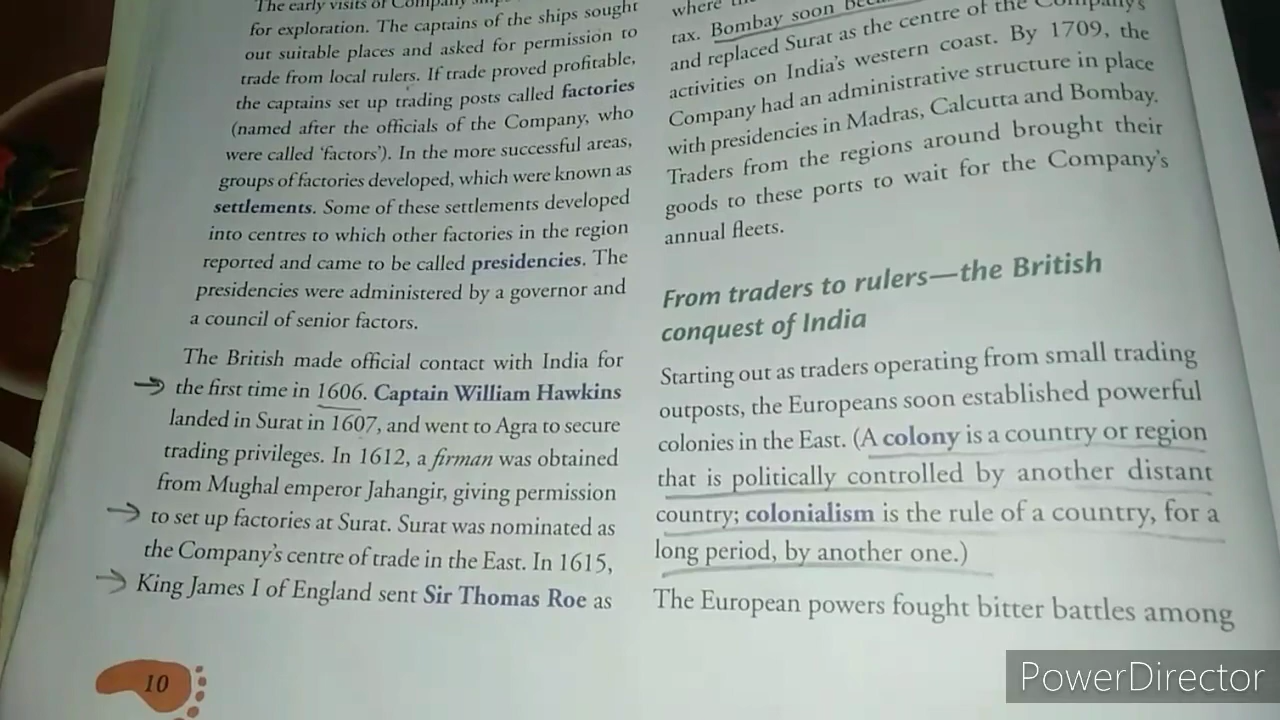 The early visits of Company
for exploration. The captains of the ships sought
out suitable places and asked for permission to
trade from local rulers. If trade proved profitable,
the captains set up trading posts called factories
(named after the officials of the Company, who
were called ‘factors’). In the more successful areas,
groups of factories developed, which were known as
settlements. Some of these settlements developed
into centres to which other factories in the region
reported and came to be called presidencies. The
presidencies were administered by a governor and
a council of senior factors.
The British made official contact with India for
the first time in 1606. Captain William Hawkins
landed in Surat in 1607, and went to Agra to secure
trading privileges. In 1612, a firman was obtained
from Mughal emperor Jahangir, giving permission
to set up factories at Surat. Surat was nominated as
the Company’s centre of trade in the East. In 1615,
King James I of England sent Sir Thomas Roe as
10
where
tax. Bombay soon
and replaced Surat as the centre of the Company’s
activities on India’s western coast. By 1709, the
Company had an administrative structure in place
with presidencies in Madras, Calcutta and Bombay.
Traders from the regions around brought their
goods to these ports to wait for the Company’s
annual fleets.
From traders to rulers—the British
conquest of India
Starting out as traders operating from small trading
outposts, the Europeans soon established powerful
colonies in the East. (A colony is a country or region
that is politically controlled by another distant
country; colonialism is the rule of a country, for a
long period, by another one.)
The European powers fought bitter battles among
PowerDirector